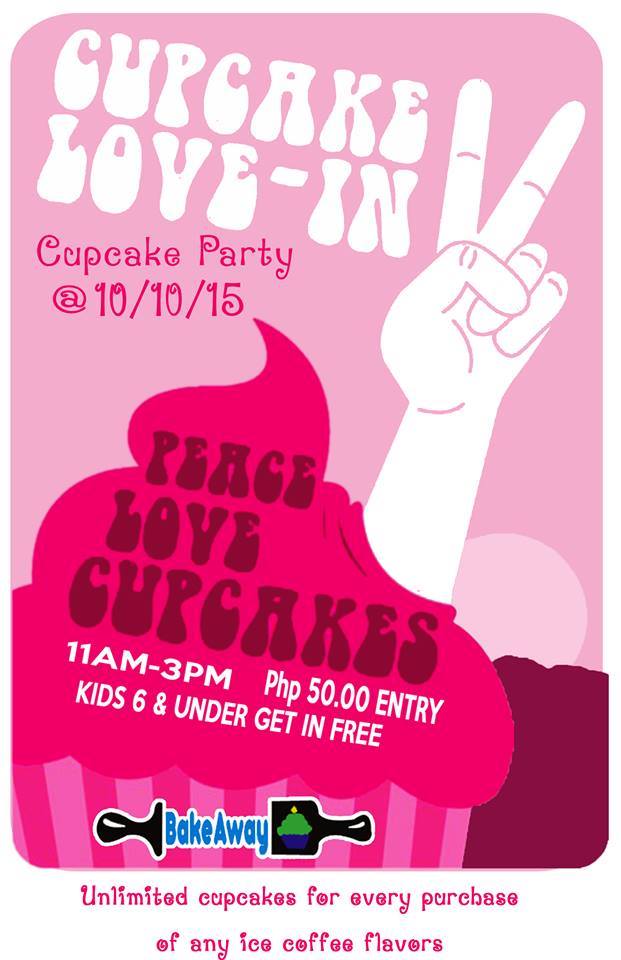 CUPCAKE
LOVE-IN
Cupcake Party
@10/10/15
PEACE
LOVE
CUPCAKES
11AM-3PM Php 50.00 ENTRY
KIDS 6 & UNDER GET IN FREE
BakeAway
Unlimited cupcakes for every purchase
of any ice coffee flavors